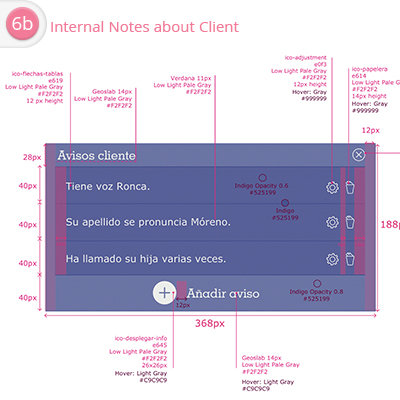 6b
Internal Notes about Client
ico-flechas-tablas
e619
Low Light Pale Gray
#F2F2F2
12 px height
Geoslab 14px
Low Light Pale Gray
#F2F2F2
Verdana 11px
Low Light Pale Gray
#F2F2F2
ico-adjustment
e0f3
Low Light Pale Gray
#F2F2F2
Hover: Gray
#999999
ico-papelera
e614
Low Light Pale Gray
#F2F2F2
14px height
Hover: Gray
#999999
12px
28px
Avisos cliente
40px
Tiene voz Ronca.
Indigo Opacity 0.6
#525199
Indigo
#525199
40px
Su apellido se pronuncia Móreno.
188px
40px
Ha llamado su hija varias veces.
40px
Añadir aviso
Indigo Opacity 0.8
#525199
12px
368px
ico-desplegar-info
e645
Low Light Pale Gray
#F2F2F2
26x26px
Hover: Light Gray
#C9C9C9
Geoslab 14px
Low Light Pale Gray
#F2F2F2
Hover: Light Gray
#C9C9C9